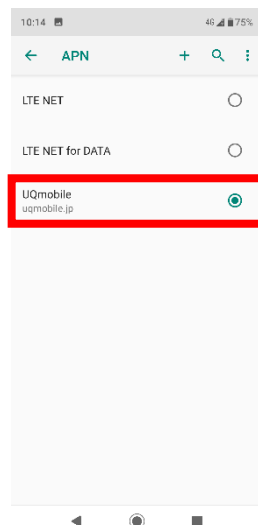 10:14 4G 75%
APN
LTE NET
LTE NET for DATA
UQmobile
uqmobile.jp